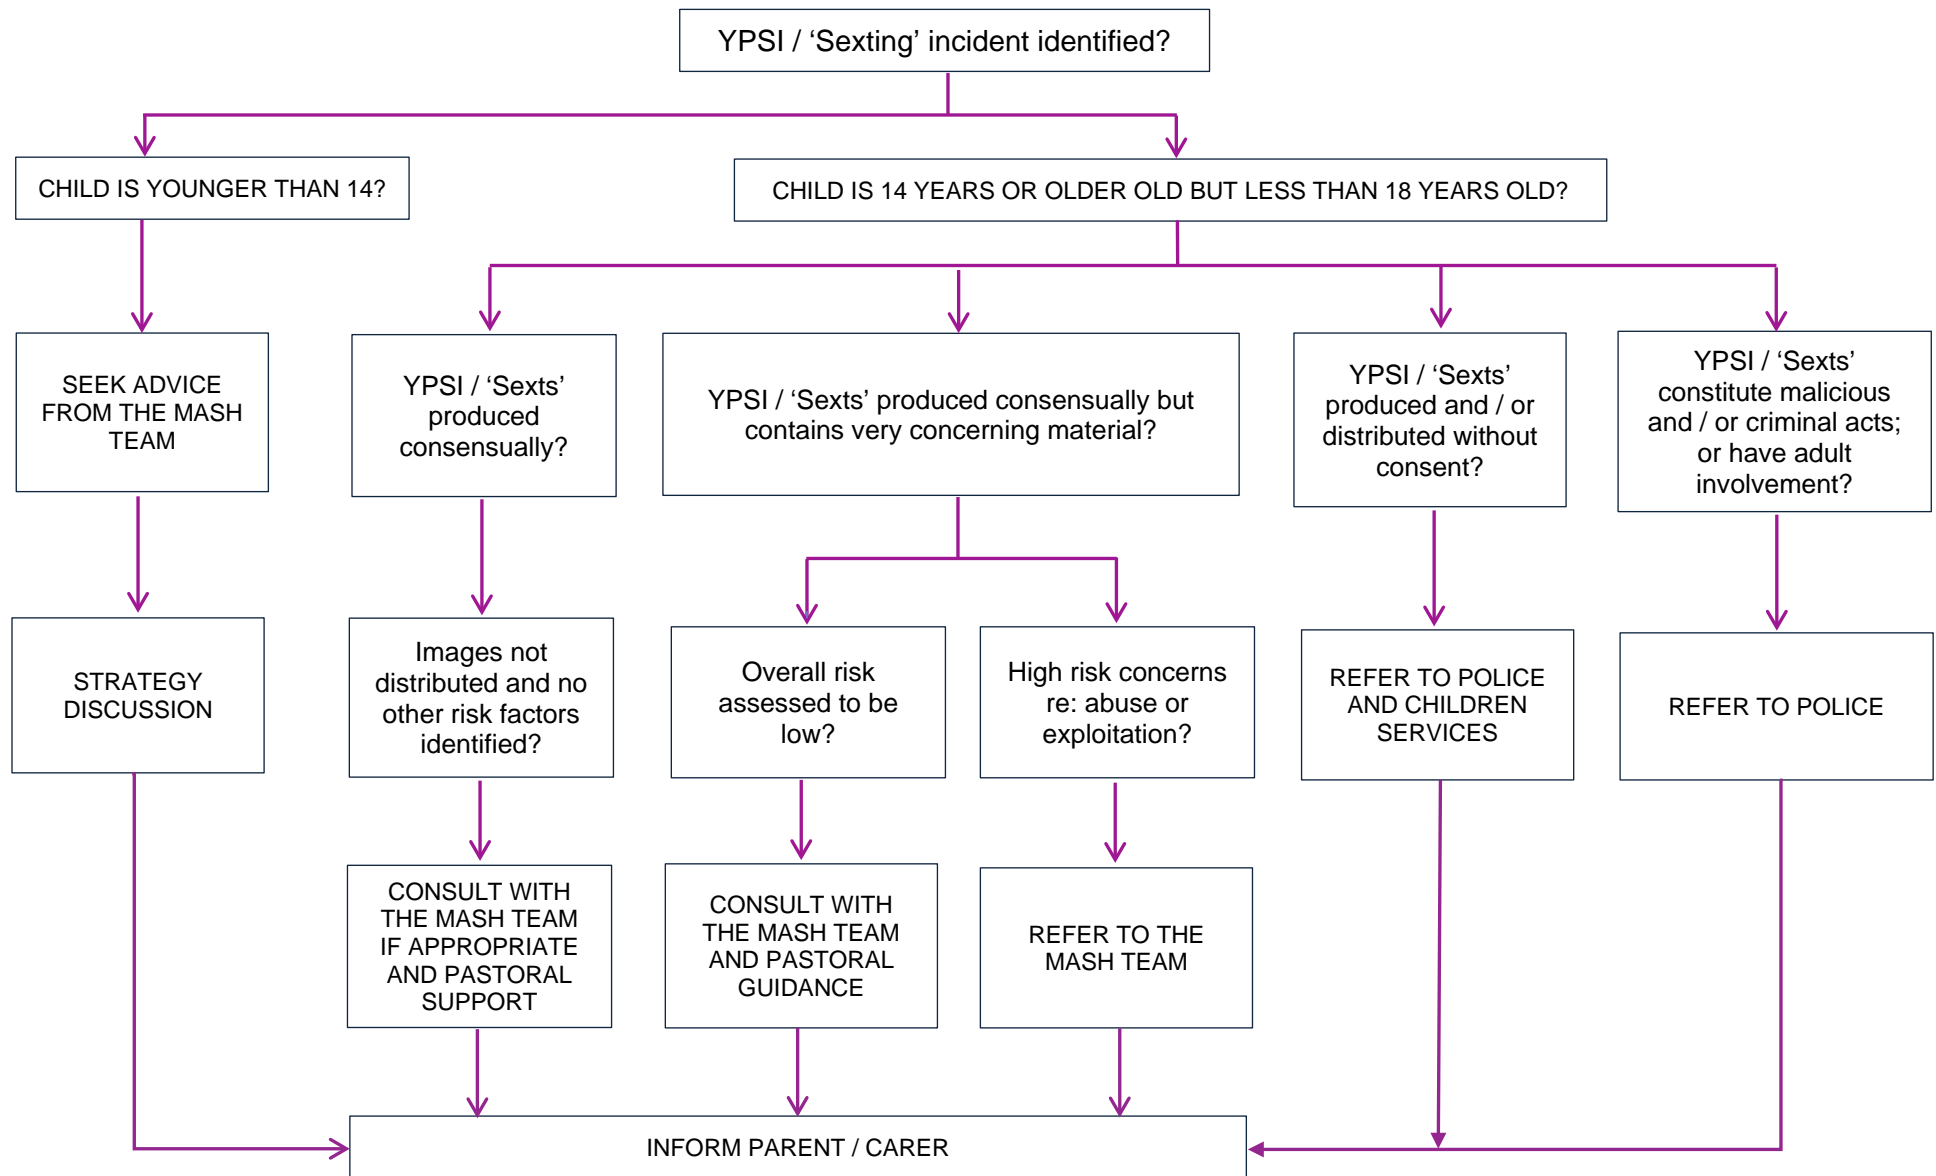 YPSI / ‘Sexting’ incident identified?
CHILD IS YOUNGER THAN 14?
CHILD IS 14 YEARS OR OLDER OLD BUT LESS THAN 18 YEARS OLD?
SEEK ADVICE
FROM THE MASH
TEAM
YPSI / ‘Sexts’
produced
consensually?
YPSI / ‘Sexts’ produced consensually but
contains very concerning material?
YPSI / ‘Sexts’
produced and / or
distributed without
consent?
YPSI / ‘Sexts’
constitute malicious
and / or criminal acts;
or have adult
involvement?
STRATEGY
DISCUSSION
Images not
distributed and no
other risk factors
identified?
Overall risk
assessed to be
low?
High risk concerns
re: abuse or
exploitation?
REFER TO POLICE
AND CHILDREN
SERVICES
REFER TO POLICE
CONSULT WITH
THE MASH TEAM
IF APPROPRIATE
AND PASTORAL
SUPPORT
CONSULT WITH
THE MASH TEAM
AND PASTORAL
GUIDANCE
REFER TO THE
MASH TEAM
INFORM PARENT / CARER